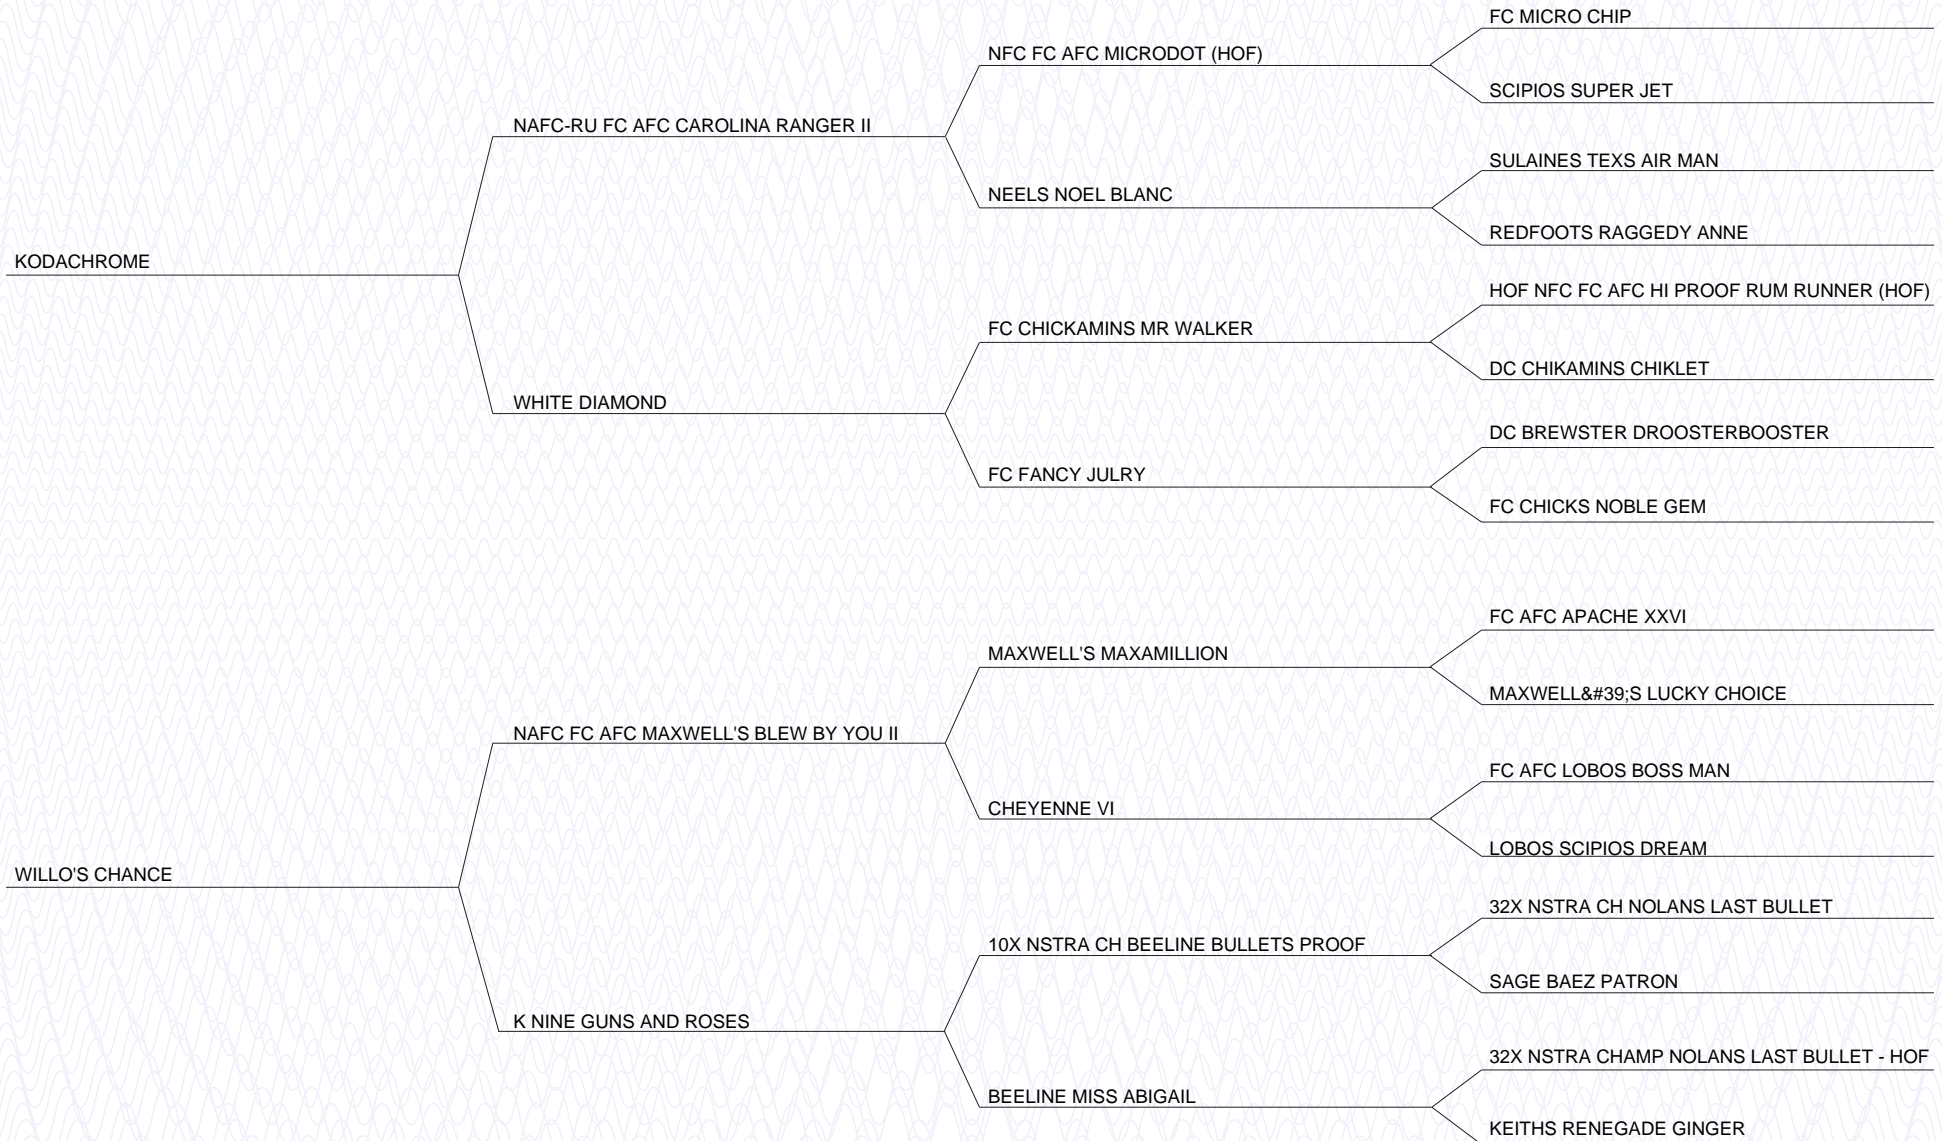 FC MICRO CHIP
NFC FC AFC MICRODOT (HOF)
SCIPIOS SUPER JET
NAFC-RU FC AFC CAROLINA RANGER II
SULAINES TEXS AIR MAN
NEELS NOEL BLANC
REDFOOTS RAGGEDY ANNE
KODACHROME
HOF NFC FC AFC HI PROOF RUM RUNNER (HOF)
FC CHICKAMINS MR WALKER
DC CHIKAMINS CHIKLET
WHITE DIAMOND
DC BREWSTER DROOSTERBOOSTER
FC FANCY JULRY
FC CHICKS NOBLE GEM
FC AFC APACHE XXVI
MAXWELL'S MAXAMILLION
MAXWELL&#39;S LUCKY CHOICE
NAFC FC AFC MAXWELL'S BLEW BY YOU II
FC AFC LOBOS BOSS MAN
CHEYENNE VI
LOBOS SCIPIOS DREAM
WILLO'S CHANCE
32X NSTRA CH NOLANS LAST BULLET
10X NSTRA CH BEELINE BULLETS PROOF
SAGE BAEZ PATRON
K NINE GUNS AND ROSES
32X NSTRA CHAMP NOLANS LAST BULLET - HOF
BEELINE MISS ABIGAIL
KEITHS RENEGADE GINGER